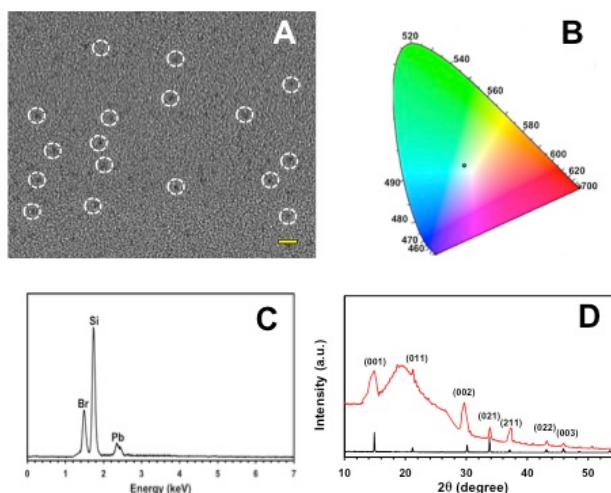 A
B
520
540
560
580
600
620
700
490
480
470
460
C
Si
Br
Pb
0 1 2 3 4 5 6 7
Energy (keV)
D
Intensity (a.u.)
(001)
(011)
(002)
(021)
(211)
(022)
(003)
10 20 30 40 50
2θ (degree)